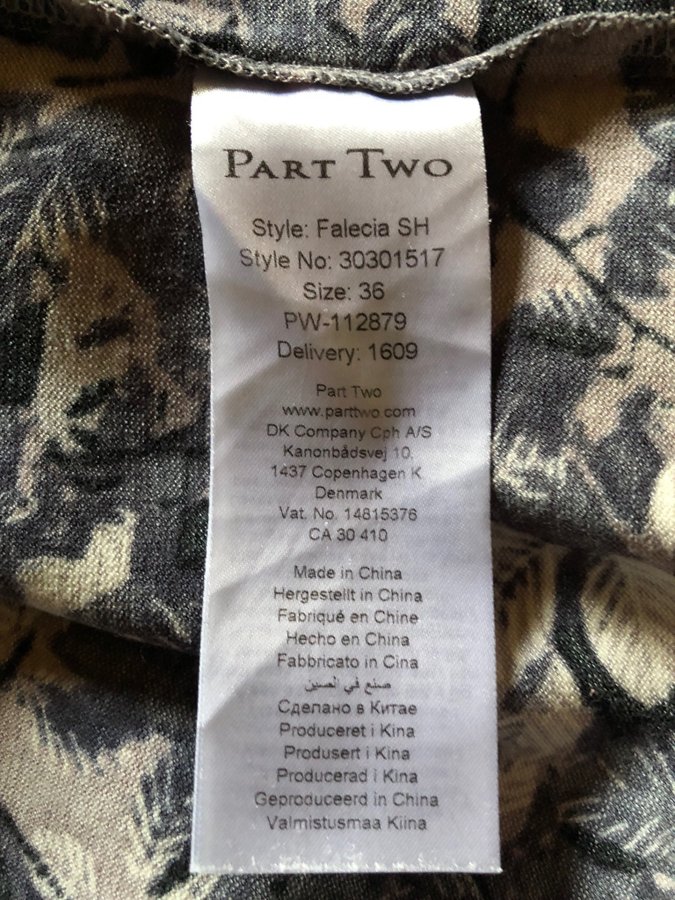 PART TWO
Style: Falecia SH
Style No: 30301517
Size: 36
PW-112879
Delivery: 1609
Part Two
www.parttwo.com
DK Company Cph A/S
Kanonbådsvej 10.
1437 Copenhagen K
Denmark
Vat. No. 14815376
CA 30 410
Made in China
Hergestellt in China
Fabriqué en Chine
Hecho en China
Fabbricato in Cina
صنع في الصين
Сделано в Китае
Produceret i Kina
Produsert i Kina
Producerad i Kina
Geproduceerd in China
Valmistusmaa Kiina